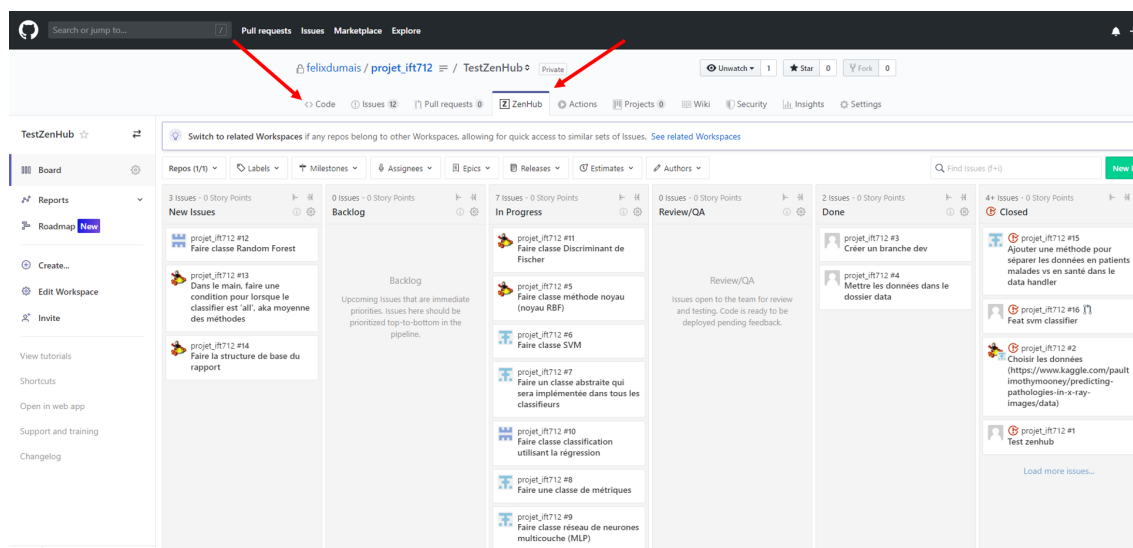 Search or jump to... /
Pull requests Issues Marketplace Explore
felixdumais / projet_ift712 / TestZenHub Private
Unwatch 1 Star 0 Fork 0
Code Issues 12 Pull requests 0 ZenHub Actions Projects 0 Wiki Security Insights Settings
TestZenHub
Board
Reports
Roadmap New
Create...
Edit Workspace
Invite
View tutorials
Shortcuts
Open in web app
Support and training
Changelog
Switch to related Workspaces if any repos belong to other Workspaces, allowing for quick access to similar sets of Issues. See related Workspaces
Repos (1/1) Labels Milestones Assignees Epics Releases Estimates Authors
Find Issues (f+i)
New
3 Issues - 0 Story Points
New Issues
projet_ift712 #12
Faire classe Random Forest
projet_ift712 #13
Dans le main, faire une
condition pour lorsque le
classifier est 'all', aka moyenne
des méthodes
projet_ift712 #14
Faire la structure de base du
rapport
0 Issues - 0 Story Points
Backlog
Backlog
Upcoming Issues that are immediate
priorities. Issues here should be
prioritized top-to-bottom in the
pipeline.
7 Issues - 0 Story Points
In Progress
projet_ift712 #11
Faire classe Discriminant de
Fischer
projet_ift712 #5
Faire classe méthode noyau
(noyau RBF)
projet_ift712 #6
Faire classe SVM
projet_ift712 #7
Faire un classe abstraite qui
sera implémentée dans tous les
classifieurs
projet_ift712 #10
Faire classe classification
utilisant la régression
projet_ift712 #8
Faire une classe de métriques
projet_ift712 #9
Faire classe réseau de neurones
multicouche (MLP)
0 Issues - 0 Story Points
Review/QA
Review/QA
Issues open to the team for review
and testing. Code is ready to be
deployed pending feedback.
2 Issues - 0 Story Points
Done
projet_ift712 #3
Créer un branche dev
projet_ift712 #4
Mettre les données dans le
dossier data
4+ Issues - 0 Story Points
Closed
projet_ift712 #15
Ajouter une méthode pour
séparer les données en patients
malades vs en santé dans le
data handler
projet_ift712 #16
Feat svm classifier
projet_ift712 #2
Choisir les données
(https://www.kaggle.com/pault
imothymooney/predicting-
pathologies-in-x-ray-
images/data)
projet_ift712 #1
Test zenhub
Load more issues...